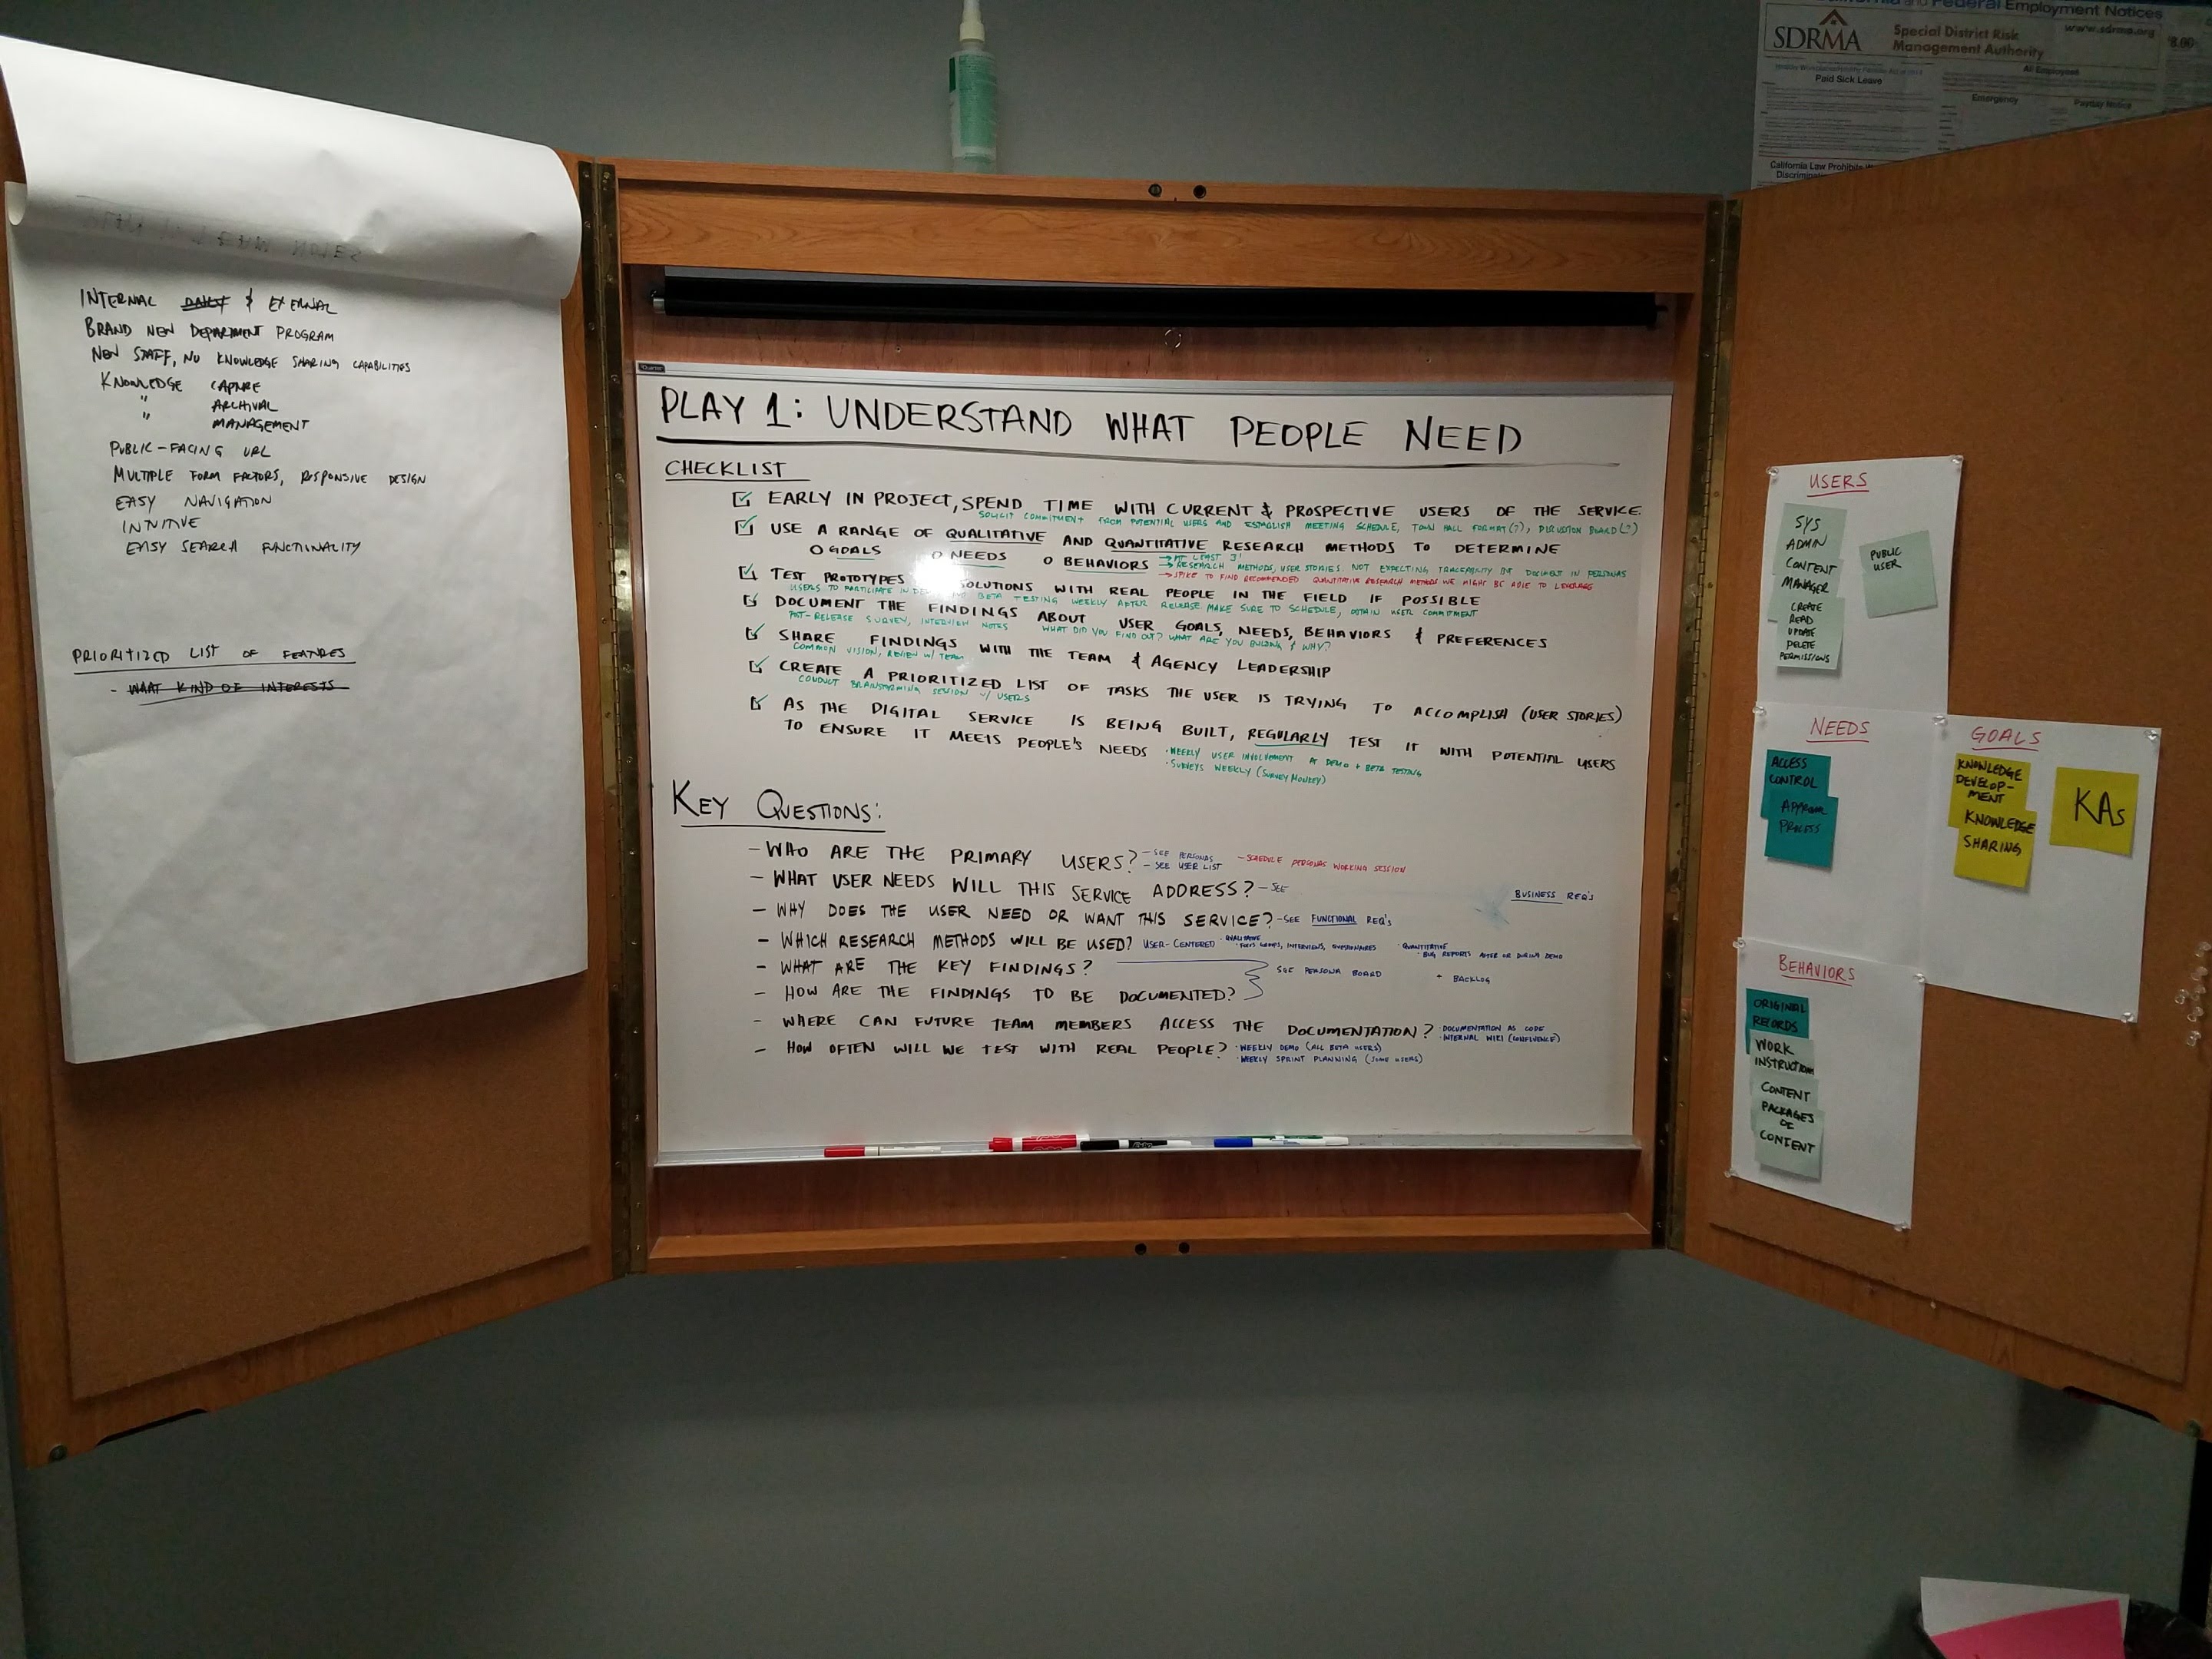 INTERNAL & EXTERNAL
BRAND NEW DEPARTMENT PROGRAM
NEW STAFF, NO KNOWLEDGE SHARING CAPABILITIES
KNOWLEDGE CAPTURE
" ARCHIVAL
" MANAGEMENT
PUBLIC-FACING URL
MULTIPLE FORM FACTORS, RESPONSIVE DESIGN
EASY NAVIGATION
INTUITIVE
EASY SEARCH FUNCTIONALITY
PRIORITIZED LIST OF FEATURES
- WHAT KIND OF INTERESTS
PLAY 1: UNDERSTAND WHAT PEOPLE NEED
CHECKLIST
EARLY IN PROJECT, SPEND TIME WITH CURRENT & PROSPECTIVE USERS OF THE SERVICE
SOLICIT COMMITMENT FROM POTENTIAL USERS AND ESTABLISH MEETING SCHEDULE, TOWN HALL FORMAT(?), BOARD(?)
USE A RANGE OF QUALITATIVE AND QUANTITATIVE RESEARCH METHODS TO DETERMINE
O GOALS O NEEDS O BEHAVIORS
→ AT LEAST 3!
→ RESEARCH METHODS, USER STORIES. NOT EXPECTING TRACEABILITY BUT DOCUMENT IN PERSONAS
→ SPIKE TO FIND RECOMMENDED QUANTITATIVE RESEARCH METHODS WE MIGHT BE ABLE TO LEVERAGE
TEST PROTOTYPES SOLUTIONS WITH REAL PEOPLE IN THE FIELD IF POSSIBLE
USERS TO PARTICIPATE IN BETA TESTING WEEKLY AFTER RELEASE. MAKE SURE TO SCHEDULE, OBTAIN USER COMMITMENT
DOCUMENT THE FINDINGS ABOUT USER GOALS, NEEDS, BEHAVIORS & PREFERENCES
POST-RELEASE SURVEY, INTERVIEW NOTES WHAT DID YOU FIND OUT? WHAT ARE YOU BUILDING & WHY?
SHARE FINDINGS WITH THE TEAM & AGENCY LEADERSHIP
COMMON VISION, REVIEW W/ TEAM
CREATE A PRIORITIZED LIST OF TASKS THE USER IS TRYING TO ACCOMPLISH (USER STORIES)
CONDUCT BRAINSTORMING SESSION W/ USERS
AS THE DIGITAL SERVICE IS BEING BUILT, REGULARLY TEST IT WITH POTENTIAL USERS
TO ENSURE IT MEETS PEOPLE'S NEEDS
• WEEKLY USER INVOLVEMENT AT DEMO + BETA TESTING
• SURVEYS WEEKLY (SURVEY MONKEY)
KEY QUESTIONS:
- WHO ARE THE PRIMARY USERS? - SEE PERSONAS - SCHEDULE PERSONAS WORKING SESSION
- SEE USER LIST
- WHAT USER NEEDS WILL THIS SERVICE ADDRESS? - SEE BUSINESS REQ'S
- WHY DOES THE USER NEED OR WANT THIS SERVICE? - SEE FUNCTIONAL REQ'S
- WHICH RESEARCH METHODS WILL BE USED? USER-CENTERED • QUALITATIVE • QUANTITATIVE
• FOCUS GROUPS, INTERVIEWS, QUESTIONNAIRES • BUG REPORTS AFTER OR DURING DEMO
- WHAT ARE THE KEY FINDINGS?
SEE PERSONA BOARD + BACKLOG
- HOW ARE THE FINDINGS TO BE DOCUMENTED?
- WHERE CAN FUTURE TEAM MEMBERS ACCESS THE DOCUMENTATION? • DOCUMENTATION AS CODE
• INTERNAL WIKI (CONFLUENCE)
- HOW OFTEN WILL WE TEST WITH REAL PEOPLE? • WEEKLY DEMO (ALL BETA USERS)
• WEEKLY SPRINT PLANNING (SOME USERS)
USERS
SYS
ADMIN
CONTENT
MANAGER
CREATE
READ
UPDATE
DELETE
PERMISSIONS
PUBLIC
USER
NEEDS
ACCESS
CONTROL
APPROVAL
PROCESS
GOALS
KNOWLEDGE
DEVELOP-
MENT
KNOWLEDGE
SHARING
KAs
BEHAVIORS
ORIGINAL
RECORDS
WORK
INSTRUCTIONS
CONTENT
PACKAGES
OF
CONTENT
and Federal Employment Notices
SDRMA
Special District Risk
Management Authority
www.sdrma.org
Paid Sick Leave
All Employees
Emergency
Payday Notice
California Law Prohibits